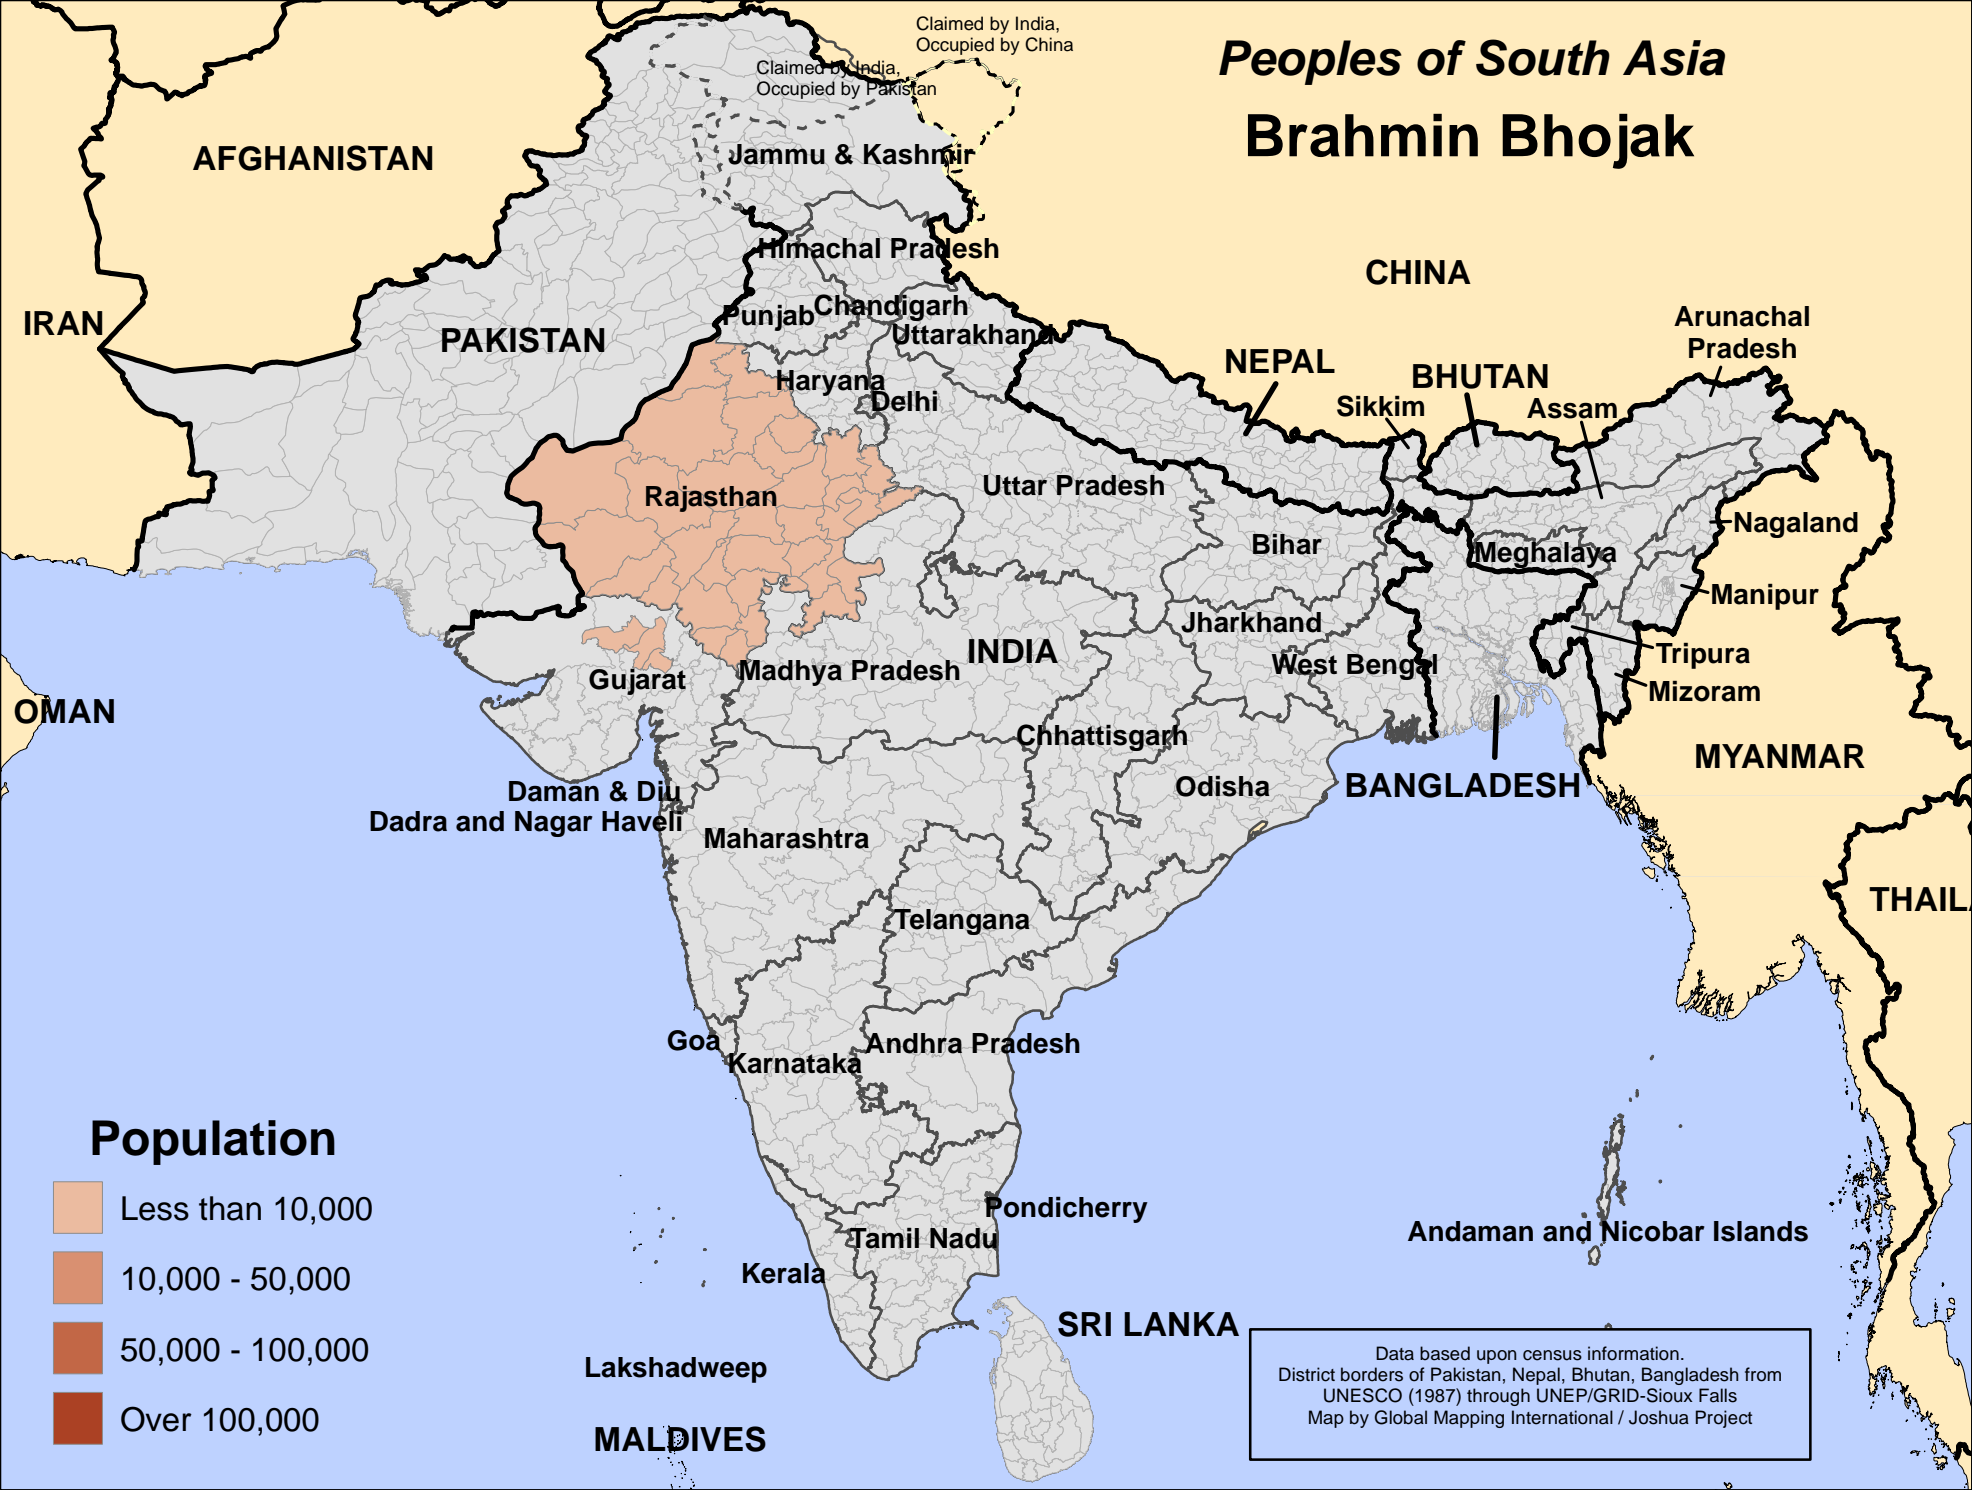 Claimed by India,
Occupied by China
Peoples of South Asia
Claimed by India,
Occupied by Pakistan
Brahmin Bhojak
AFGHANISTAN
Jammu & Kashmir
Himachal Pradesh
CHINA
IRAN
PAKISTAN
Punjab
Chandigarh
Uttarakhand
Arunachal
Pradesh
NEPAL
BHUTAN
Haryana
Delhi
Sikkim
Assam
Rajasthan
Uttar Pradesh
Nagaland
Bihar
Meghalaya
Manipur
Jharkhand
INDIA
West Bengal
Tripura
Madhya Pradesh
Gujarat
Mizoram
OMAN
Chhattisgarh
MYANMAR
Odisha
BANGLADESH
Daman & Diu
Dadra and Nagar Haveli
Maharashtra
THAIL
Telangana
Goa
Karnataka
Andhra Pradesh
Population
Less than 10,000
10,000 - 50,000
50,000 - 100,000
Over 100,000
Pondicherry
Tamil Nadu
Andaman and Nicobar Islands
Kerala
SRI LANKA
Lakshadweep
MALDIVES
Data based upon census information.
District borders of Pakistan, Nepal, Bhutan, Bangladesh from
UNESCO (1987) through UNEP/GRID-Sioux Falls
Map by Global Mapping International / Joshua Project